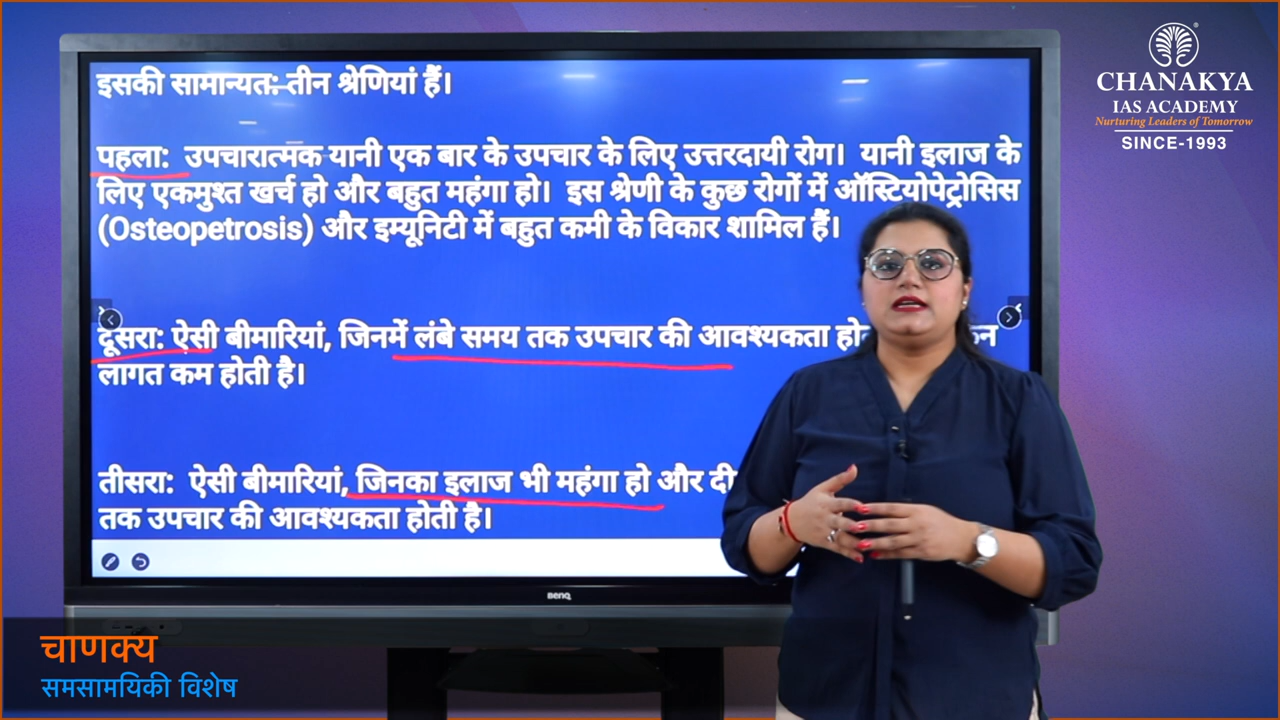 इसकी सामान्यत: तीन श्रेणियां हैं।
पहला: उपचारात्मक यानी एक बार के उपचार के लिए उत्तरदायी रोग। यानी इलाज के
लिए एकमुश्त खर्च हो और बहुत महंगा हो। इस श्रेणी के कुछ रोगों में ऑस्टियोपेट्रोसिस
(Osteopetrosis) और इम्यूनिटी में बहुत कमी के विकार शामिल हैं।
दूसरा: ऐसी बीमारियां, जिनमें लंबे समय तक उपचार की आवश्यकता
लागत कम होती है।
तीसरा: ऐसी बीमारियां, जिनका इलाज भी महंगा हो और
तक उपचार की आवश्यकता होती है।
BenQ
CHANAKYA
IAS ACADEMY
Nurturing Leaders of Tomorrow
SINCE-1993
चाणक्य
समसामयिकी विशेष